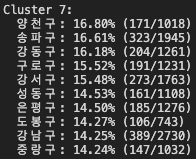 Cluster 7:
양천구: 16.80% (171/1018)
송파구: 16.61% (323/1945)
강동구: 16.18% (204/1261)
구로구: 15.52% (191/1231)
강서구: 15.48% (273/1763)
성동구: 14.53% (161/1108)
은평구: 14.50% (185/1276)
도봉구: 14.27% (106/743)
강남구: 14.25% (389/2730)
중랑구: 14.24% (147/1032)